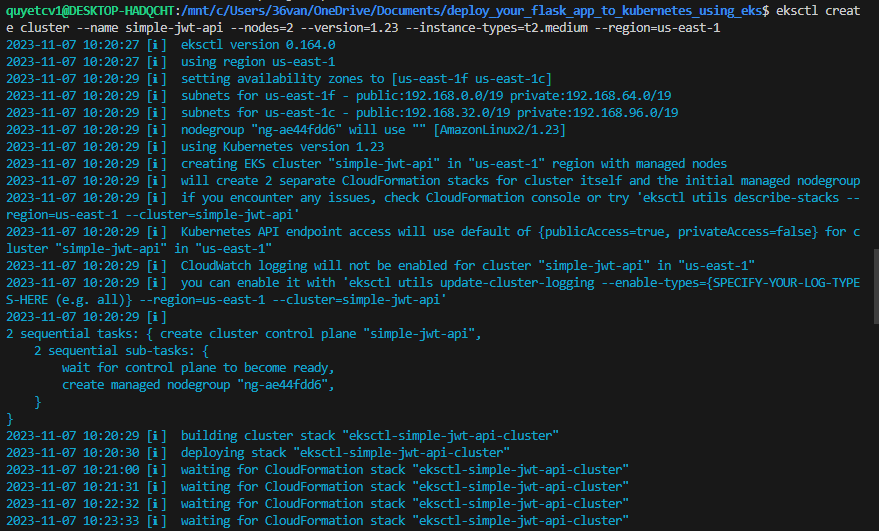 quyetcv1@DESKTOP-HADQCHT:/mnt/c/Users/3Gvan/OneDrive/Documents/deploy_your_flask_app_to_kubernetes_using_eks$ eksctl creat
e cluster --name simple-jwt-api --nodes=2 --version=1.23 --instance-types=t2.medium --region=us-east-1
2023-11-07 10:20:27 [ℹ]  eksctl version 0.164.0
2023-11-07 10:20:27 [ℹ]  using region us-east-1
2023-11-07 10:20:29 [ℹ]  setting availability zones to [us-east-1f us-east-1c]
2023-11-07 10:20:29 [ℹ]  subnets for us-east-1f - public:192.168.0.0/19 private:192.168.64.0/19
2023-11-07 10:20:29 [ℹ]  subnets for us-east-1c - public:192.168.32.0/19 private:192.168.96.0/19
2023-11-07 10:20:29 [ℹ]  nodegroup "ng-ae44fdd6" will use "" [AmazonLinux2/1.23]
2023-11-07 10:20:29 [ℹ]  using Kubernetes version 1.23
2023-11-07 10:20:29 [ℹ]  creating EKS cluster "simple-jwt-api" in "us-east-1" region with managed nodes
2023-11-07 10:20:29 [ℹ]  will create 2 separate CloudFormation stacks for cluster itself and the initial managed nodegroup
2023-11-07 10:20:29 [ℹ]  if you encounter any issues, check CloudFormation console or try 'eksctl utils describe-stacks --
region=us-east-1 --cluster=simple-jwt-api'
2023-11-07 10:20:29 [ℹ]  Kubernetes API endpoint access will use default of {publicAccess=true, privateAccess=false} for c
luster "simple-jwt-api" in "us-east-1"
2023-11-07 10:20:29 [ℹ]  CloudWatch logging will not be enabled for cluster "simple-jwt-api" in "us-east-1"
2023-11-07 10:20:29 [ℹ]  you can enable it with 'eksctl utils update-cluster-logging --enable-types={SPECIFY-YOUR-LOG-TYPE
S-HERE (e.g. all)} --region=us-east-1 --cluster=simple-jwt-api'
2023-11-07 10:20:29 [ℹ]
2 sequential tasks: { create cluster control plane "simple-jwt-api",
    2 sequential sub-tasks: {
        wait for control plane to become ready,
        create managed nodegroup "ng-ae44fdd6",
    }
}
2023-11-07 10:20:29 [ℹ]  building cluster stack "eksctl-simple-jwt-api-cluster"
2023-11-07 10:20:30 [ℹ]  deploying stack "eksctl-simple-jwt-api-cluster"
2023-11-07 10:21:00 [ℹ]  waiting for CloudFormation stack "eksctl-simple-jwt-api-cluster"
2023-11-07 10:21:31 [ℹ]  waiting for CloudFormation stack "eksctl-simple-jwt-api-cluster"
2023-11-07 10:22:32 [ℹ]  waiting for CloudFormation stack "eksctl-simple-jwt-api-cluster"
2023-11-07 10:23:33 [ℹ]  waiting for CloudFormation stack "eksctl-simple-jwt-api-cluster"